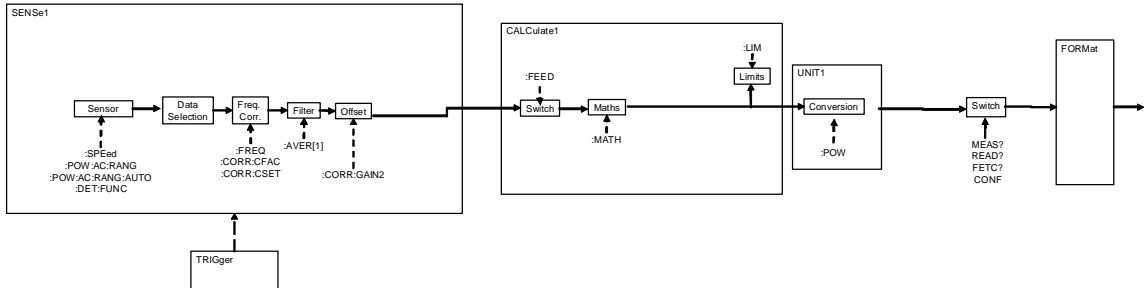 SENSe1
Sensor
Data
Selection
Freq.
Corr.
Filter
Offset
:SPEed
:POW:AC:RANG
:POW:AC:RANG:AUTO
:DET:FUNC
:FREQ
:CORR:CFAC
:CORR:CSET
:AVER[1]
:CORR:GAIN2
TRIGger
CALCulate1
:FEED
Switch
Maths
:MATH
:LIM
Limits
UNIT1
Conversion
:POW
Switch
MEAS?
READ?
FETC?
CONF
FORMat